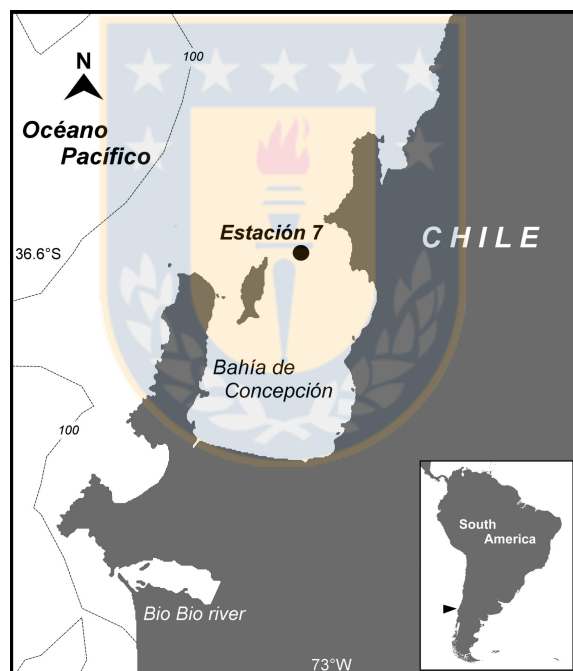 100
N
Océano
Pacífico
Estación 7
CHILE
36.6°S
Bahía de
Concepción
100
South
America
Bio Bio river
73°W